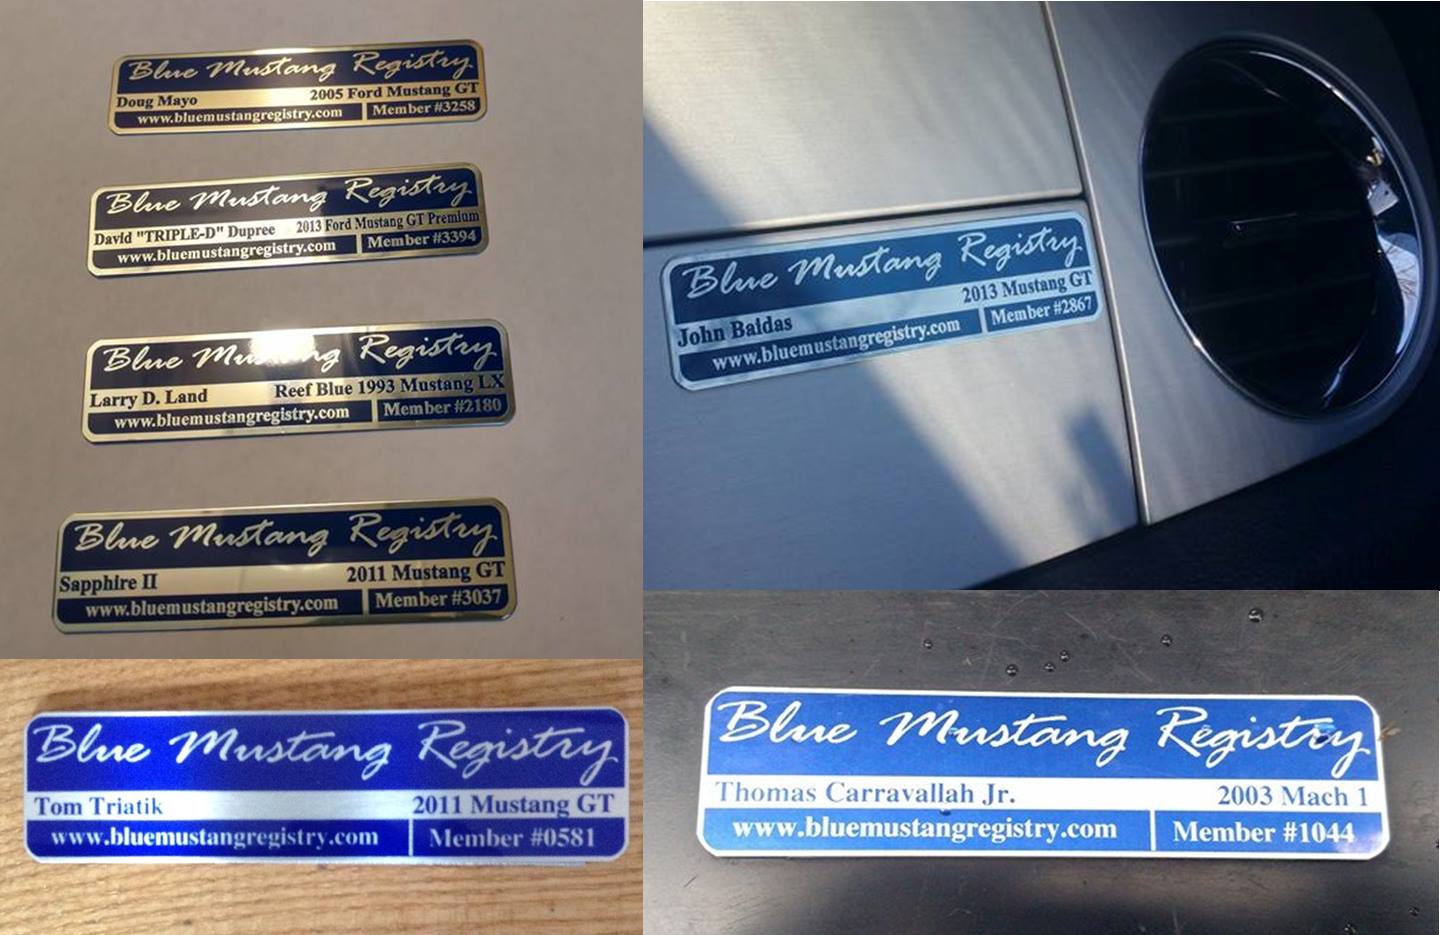 Blue Mustang Registry
Doug Mayo 2005 Ford Mustang GT
www.bluemustangregistry.com Member #3258
Blue Mustang Registry
David "TRIPLE-D" Dupree 2013 Ford Mustang GT Premium
www.bluemustangregistry.com Member #3394
Blue Mustang Registry
Larry D. Land Reef Blue 1993 Mustang LX
www.bluemustangregistry.com Member #2180
Blue Mustang Registry
Sapphire II 2011 Mustang GT
www.bluemustangregistry.com Member #3037
Blue Mustang Registry
John Baidas 2013 Mustang GT
www.bluemustangregistry.com Member #2867
Blue Mustang Registry
Tom Triatik 2011 Mustang GT
www.bluemustangregistry.com Member #0581
Blue Mustang Registry
Thomas Carravallah Jr. 2003 Mach 1
www.bluemustangregistry.com Member #1044